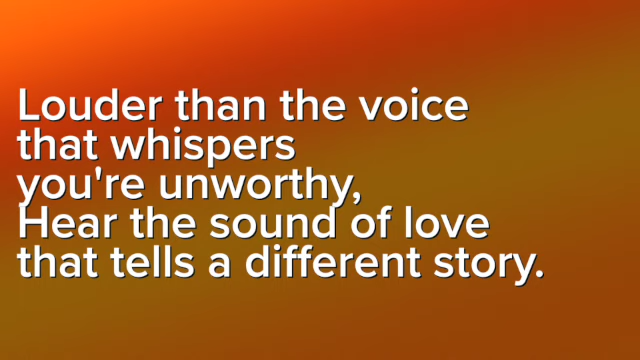 Louder than the voice
that whispers
you're unworthy,
Hear the sound of love
that tells a different story.